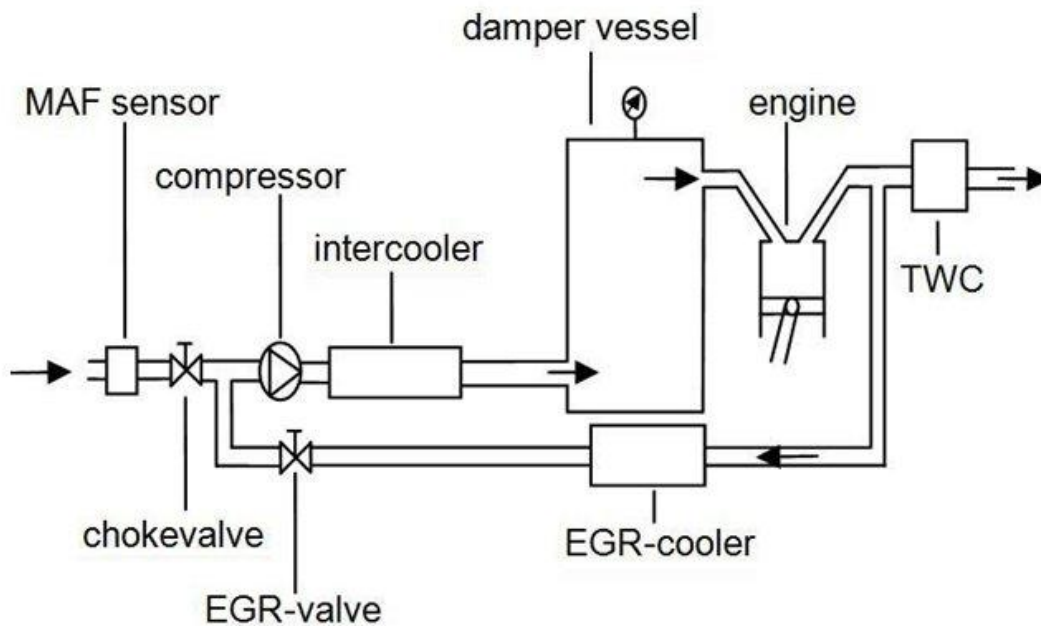 damper vessel
MAF sensor
engine
compressor
intercooler
TWC
chokevalve
EGR-cooler
EGR-valve